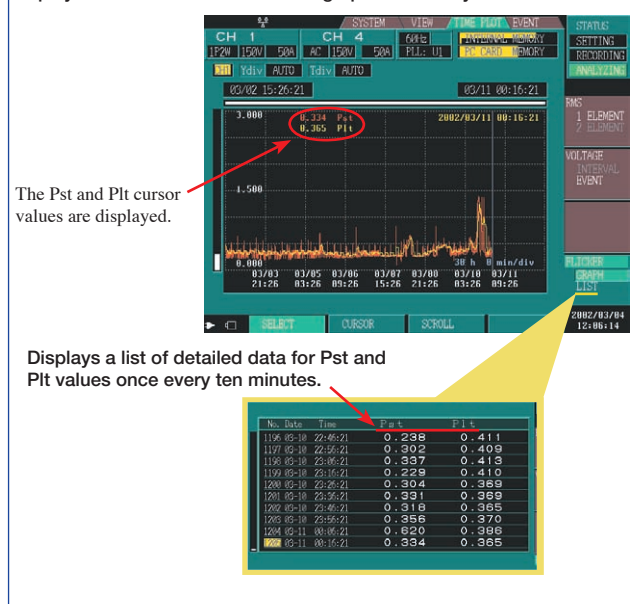 SYSTEM VIEW TIME PLOT EVENT
STATUS
CH 1 CH 4 60Hz INTERNAL MEMORY
SETTING
1P2W 150V 50A AC 150V 50A PLL: U1 PC CARD MEMORY
RECORDING
CH1 Ydiv AUTO Tdiv AUTO
ANALYZING
03/02 15:26:21 03/11 00:16:21
RMS
3.000 0.334 Pst 2002/03/11 00:16:21
1 ELEMENT
0.365 Plt
2 ELEMENT
VOLTAGE
INTERVAL
EVENT
The Pst and Plt cursor
values are displayed.
1.500
0.000 30 h 0 min/div
FLICKER
03/03 03/05 03/06 03/07 03/08 03/10 03/11
GRAPH
21:26 03:26 09:26 15:26 21:26 03:26 09:26
LIST
SELECT CURSOR SCROLL
2002/03/04
12:06:14
Displays a list of detailed data for Pst and
Plt values once every ten minutes.
No. Date Time Pst Plt
1196 03-10 22:46:21 0.238 0.411
1197 03-10 22:56:21 0.302 0.409
1198 03-10 23:06:21 0.337 0.413
1199 03-10 23:16:21 0.229 0.410
1200 03-10 23:26:21 0.304 0.369
1201 03-10 23:36:21 0.331 0.369
1202 03-10 23:46:21 0.318 0.365
1203 03-10 23:56:21 0.356 0.370
1204 03-11 00:06:21 0.620 0.386
1205 03-11 00:16:21 0.334 0.365